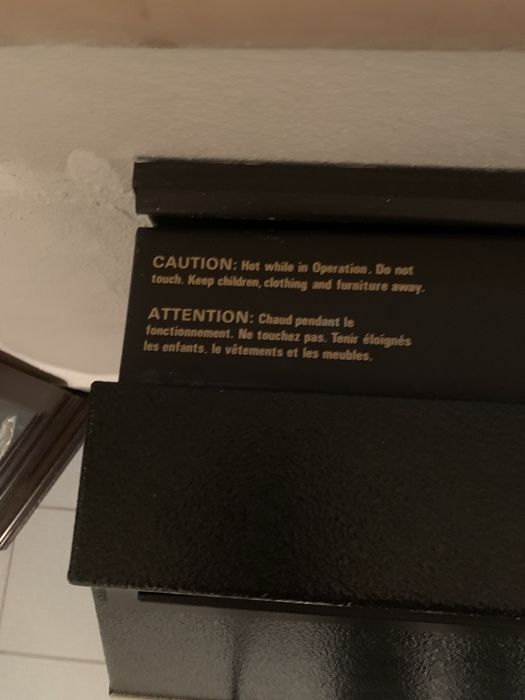 CAUTION: Hot while in Operation. Do not
touch. Keep children, clothing and furniture away.
ATTENTION: Chaud pendant le
fonctionnement. Ne touchez pas. Tenir éloignés
les enfants, le vêtements et les meubles.